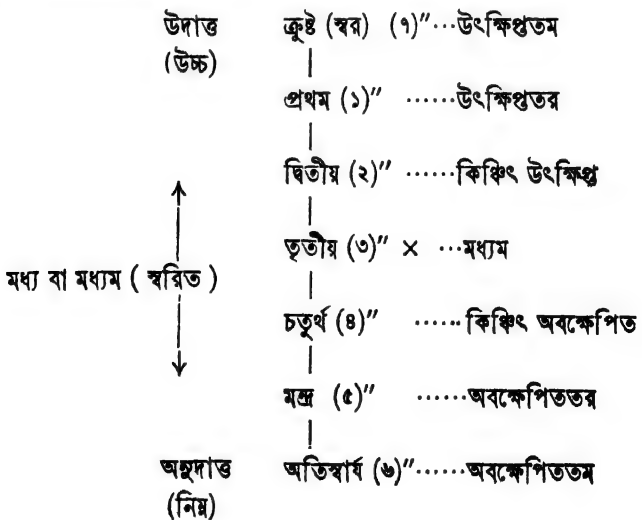 উদাত্ত ক্রুষ্ট (স্বর) (৭)″···উৎক্ষিপ্ততম
(উচ্চ)
প্রথম (১)″ ······উৎক্ষিপ্ততর
দ্বিতীয় (২)″ ······কিঞ্চিৎ উৎক্ষিপ্ত
তৃতীয় (৩)″ × ···মধ্যম
মধ্য বা মধ্যম ( স্বরিত )
চতুর্থ (৪)″ ······ কিঞ্চিৎ অবক্ষেপিত
মন্দ্র (৫)″ ······অবক্ষেপিততর
অনুদাত্ত অতিস্বার্য (৬)″······অবক্ষেপিততম
(নিম্ন)